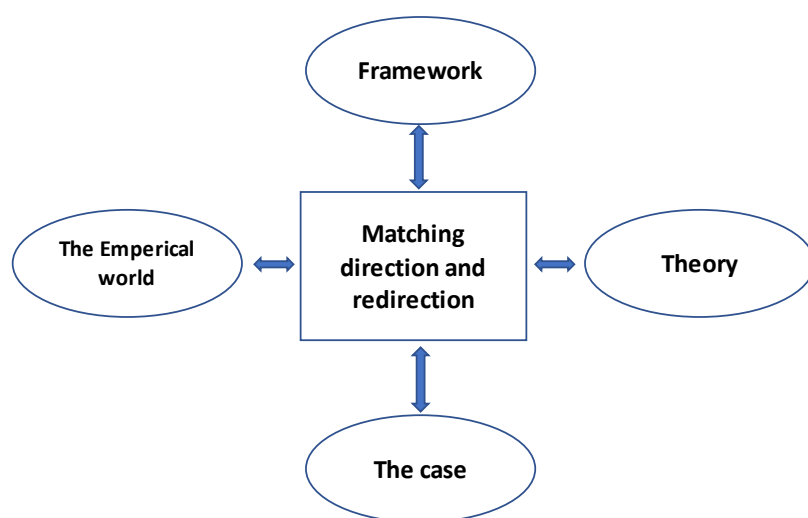 Framework
The Emperical
world
Matching
direction and
redirection
Theory
The case